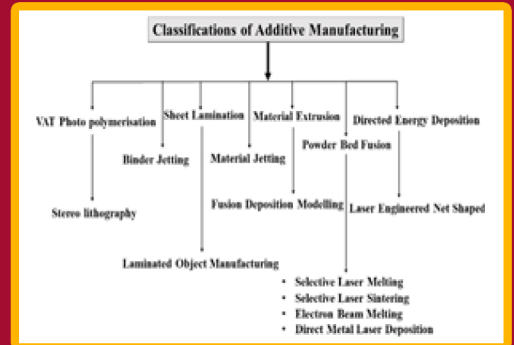 Classifications of Additive Manufacturing
VAT Photo polymerisation
Sheet Lamination
Material Extrusion
Directed Energy Deposition
Binder Jetting
Material Jetting
Powder Bed Fusion
Stereo lithography
Fusion Deposition Modelling
Laser Engineered Net Shaped
Laminated Object Manufacturing
• Selective Laser Melting
• Selective Laser Sintering
• Electron Beam Melting
• Direct Metal Laser Deposition